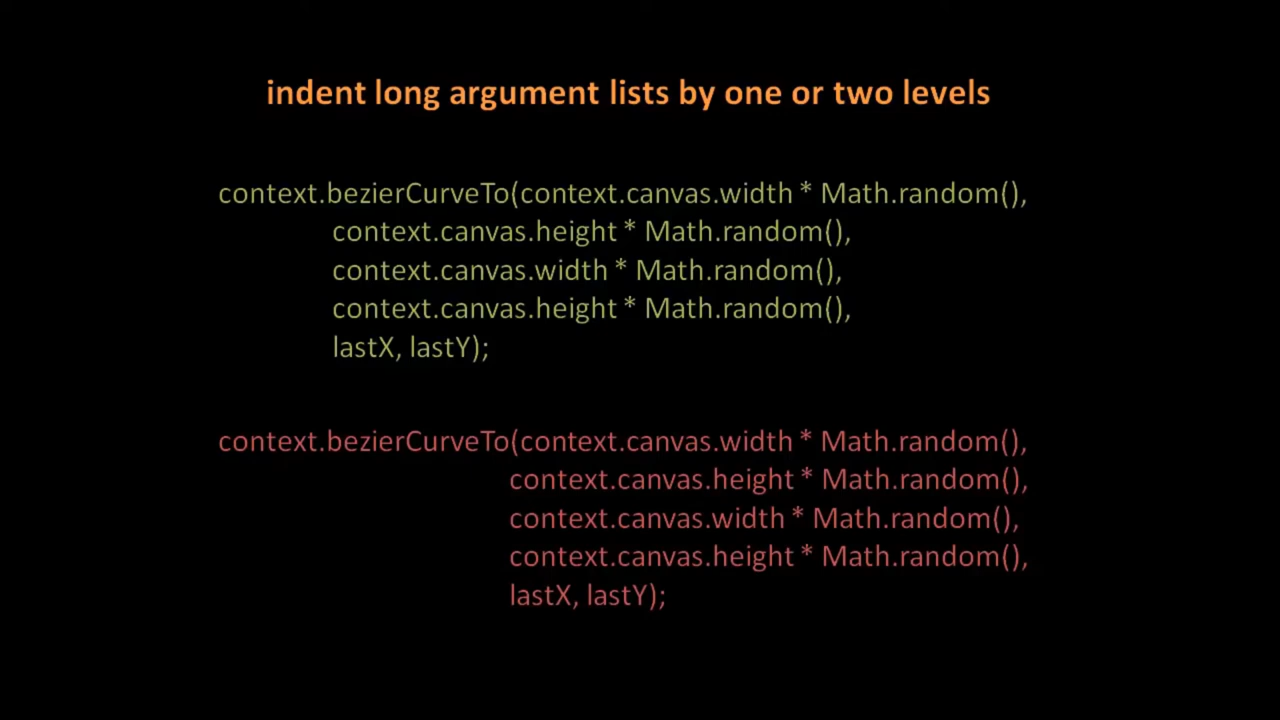 indent long argument lists by one or two levels
context.bezierCurveTo(context.canvas.width * Math.random(),
context.canvas.height * Math.random(),
context.canvas.width * Math.random(),
context.canvas.height * Math.random(),
lastX, lastY);
context.bezierCurveTo(context.canvas.width * Math.random(),
context.canvas.height * Math.random(),
context.canvas.width * Math.random(),
context.canvas.height * Math.random(),
lastX, lastY);